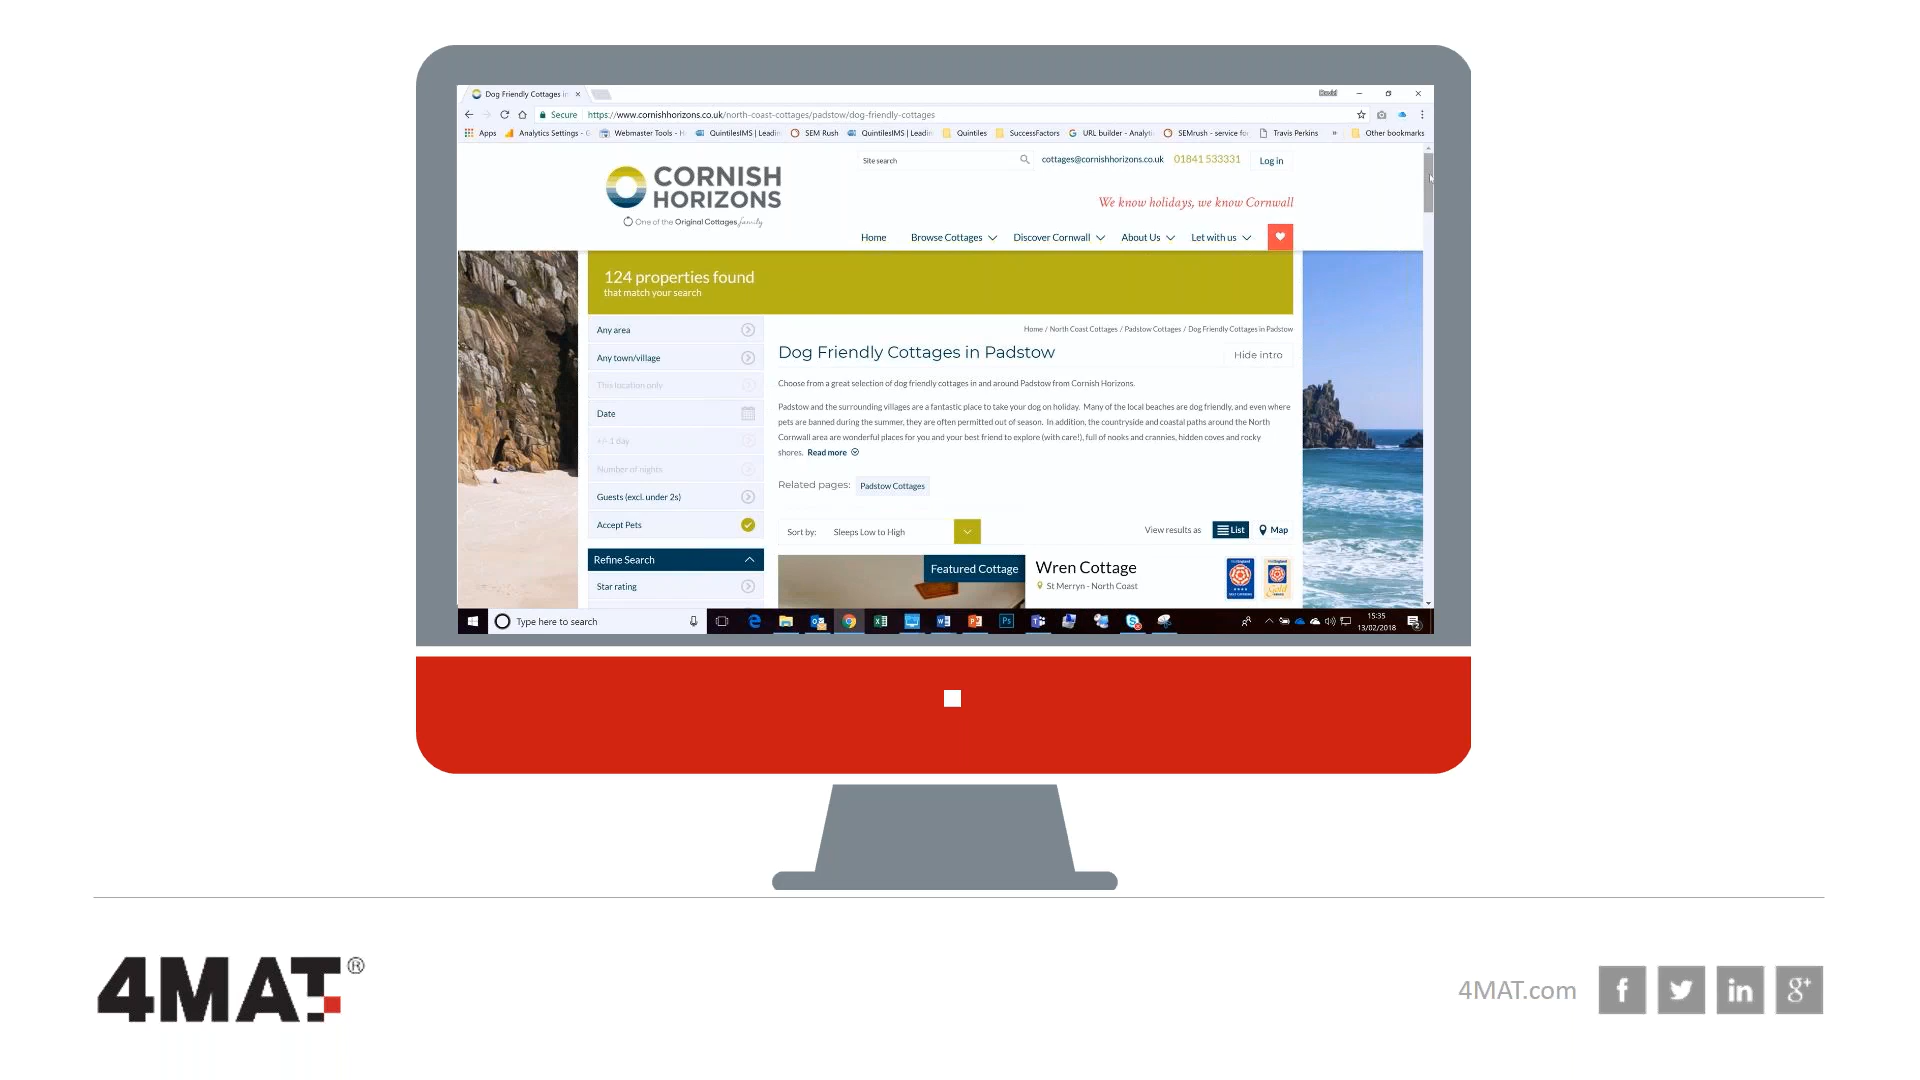 Dog Friendly Cottages in
David
Secure https://www.cornishhorizons.co.uk/north-coast-cottages/padstow/dog-friendly-cottages
Apps Analytics Settings - G Webmaster Tools - H QuintilesIMS | Leadin SEM Rush QuintilesIMS | Leadin Quintiles SuccessFactors URL builder - Analyti SEMrush - service for Travis Perkins » Other bookmarks
Site search cottages@cornishhorizons.co.uk 01841 533331 Log in
CORNISH
HORIZONS
One of the Original Cottages family
We know holidays, we know Cornwall
Home Browse Cottages Discover Cornwall About Us Let with us
124 properties found
that match your search
Any area
Any town/village
This location only
Date
+/- 1 day
Number of nights
Guests (excl. under 2s)
Accept Pets
Refine Search
Star rating
Home / North Coast Cottages / Padstow Cottages / Dog Friendly Cottages in Padstow
Dog Friendly Cottages in Padstow
Hide intro
Choose from a great selection of dog friendly cottages in and around Padstow from Cornish Horizons.
Padstow and the surrounding villages are a fantastic place to take your dog on holiday. Many of the local beaches are dog friendly, and even where
pets are banned during the summer, they are often permitted out of season. In addition, the countryside and coastal paths around the North
Cornwall area are wonderful places for you and your best friend to explore (with care!), full of nooks and crannies, hidden coves and rocky
shores. Read more
Related pages: Padstow Cottages
Sort by: Sleeps Low to High
View results as List Map
Featured Cottage
Wren Cottage
St Merryn - North Coast
Gold
Type here to search
15:35
13/02/2018
4MAT®
4MAT.com